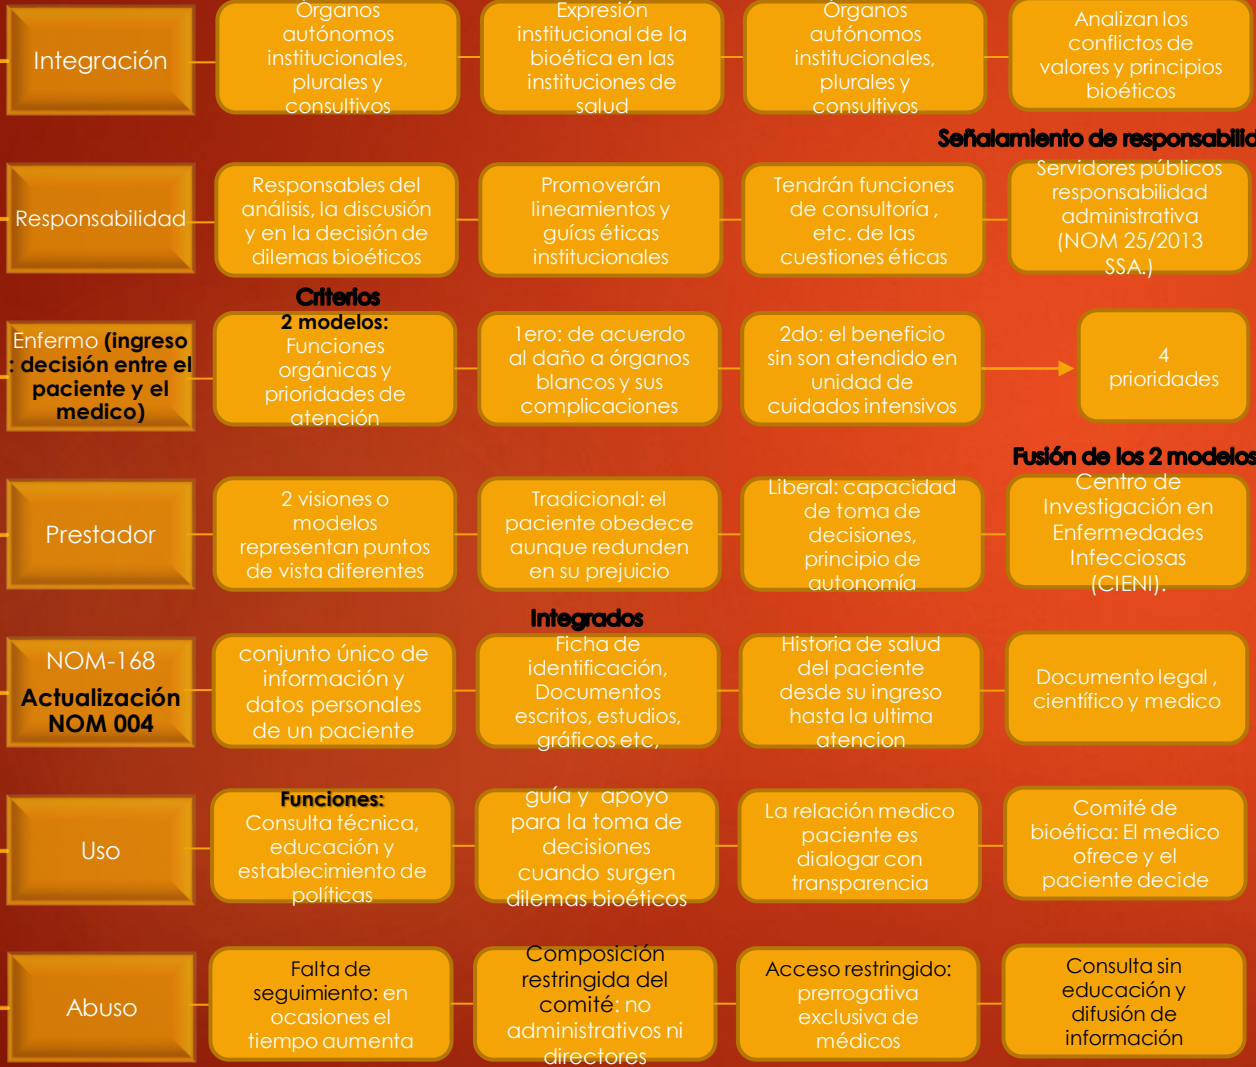 Integración
Órganos
autónomos
institucionales,
plurales y
consultivos
Expresión
institucional de la
bioética en las
instituciones de
salud
Órganos
autónomos
institucionales,
plurales y
consultivos
Analizan los
conflictos de
valores y principios
bioéticos
Señalamiento de responsabilid
Responsabilidad
Responsables del
análisis, la discusión
y en la decisión de
dilemas bioéticos
Promoverán
lineamientos y
guías éticas
institucionales
Tendrán funciones
de consultoría ,
etc. de las
cuestiones éticas
Servidores públicos
responsabilidad
administrativa
(NOM 25/2013
SSA.)
Enfermo (ingreso
: decisión entre el
paciente y el
medico)
Criterios
2 modelos:
Funciones
orgánicas y
prioridades de
atención
1ero: de acuerdo
al daño a órganos
blancos y sus
complicaciones
2do: el beneficio
sin son atendido en
unidad de
cuidados intensivos
4
prioridades
Fusión de los 2 modelos
Prestador
2 visiones o
modelos
representan puntos
de vista diferentes
Tradicional: el
paciente obedece
aunque redunden
en su prejuicio
Liberal: capacidad
de toma de
decisiones,
principio de
autonomía
Centro de
Investigación en
Enfermedades
Infecciosas
(CIENI).
NOM-168
Actualización
NOM 004
conjunto único de
información y
datos personales
de un paciente
Integrados
Ficha de
identificación,
Documentos
escritos, estudios,
gráficos etc,
Historia de salud
del paciente
desde su ingreso
hasta la ultima
atencion
Documento legal ,
científico y medico
Uso
Funciones:
Consulta técnica,
educación y
establecimiento de
políticas
guía y apoyo
para la toma de
decisiones
cuando surgen
dilemas bioéticos
La relación medico
paciente es
dialogar con
transparencia
Comité de
bioética: El medico
ofrece y el
paciente decide
Abuso
Falta de
seguimiento: en
ocasiones el
tiempo aumenta
Composición
restringida del
comité: no
administrativos ni
directores
Acceso restringido:
prerrogativa
exclusiva de
médicos
Consulta sin
educación y
difusión de
información